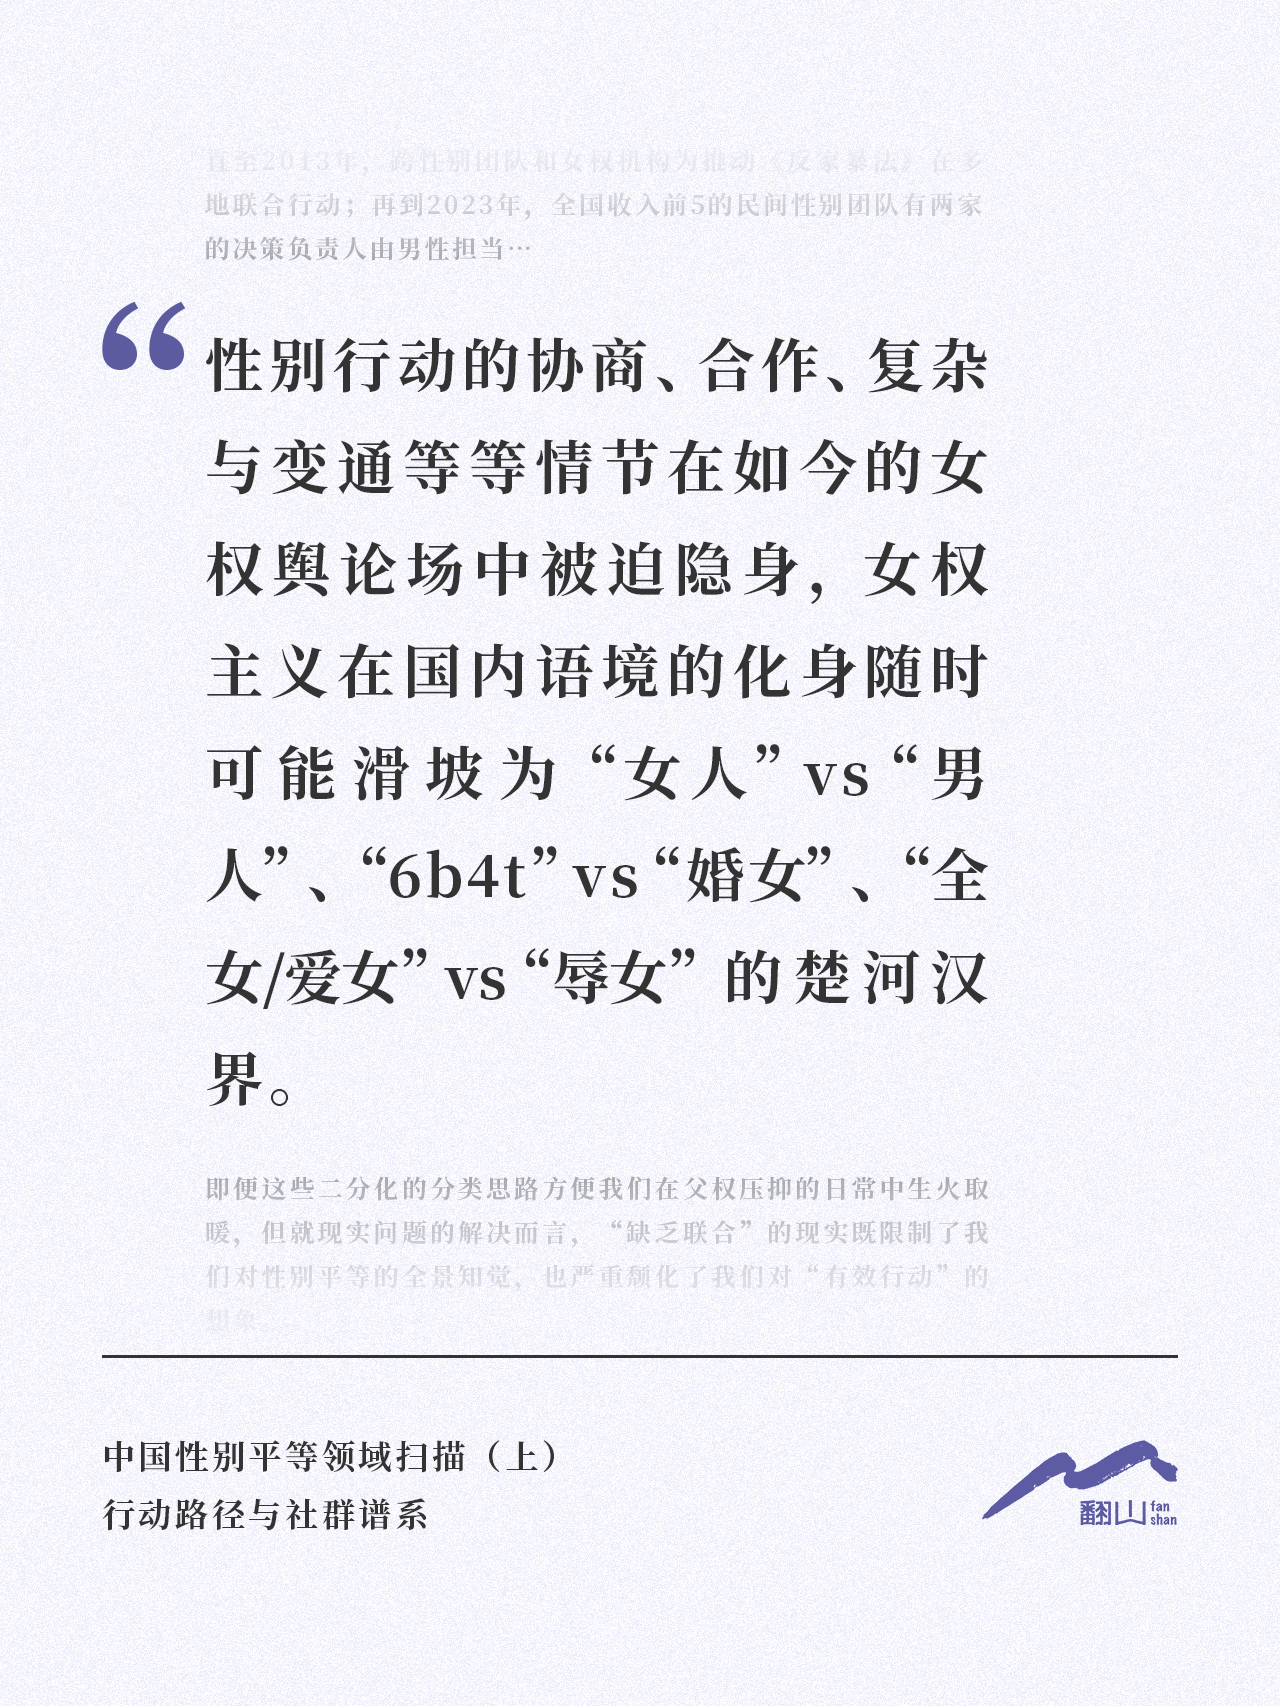 直至2013年，跨性别团队和女权机构为推动《反家暴法》在多
地联合行动；再到2023年，全国收入前5的民间性别团队有两家
的决策负责人由男性担当…
“
性别行动的协商、合作、复杂
与变通等等情节在如今的女
权舆论场中被迫隐身，女权
主义在国内语境的化身随时
可能滑坡为“女人”vs“男
人”、“6b4t”vs“婚女”、“全
女/爱女”vs“辱女”的楚河汉
界。
即便这些二分化的分类思路方便我们在父权压抑的日常中生火取
暖，但就现实问题的解决而言，“缺乏联合”的现实既限制了我
们对性别平等的全景知觉，也严重颓化了我们对“有效行动”的
想象
中国性别平等领域扫描（上）
行动路径与社群谱系
翻山 fan
shan